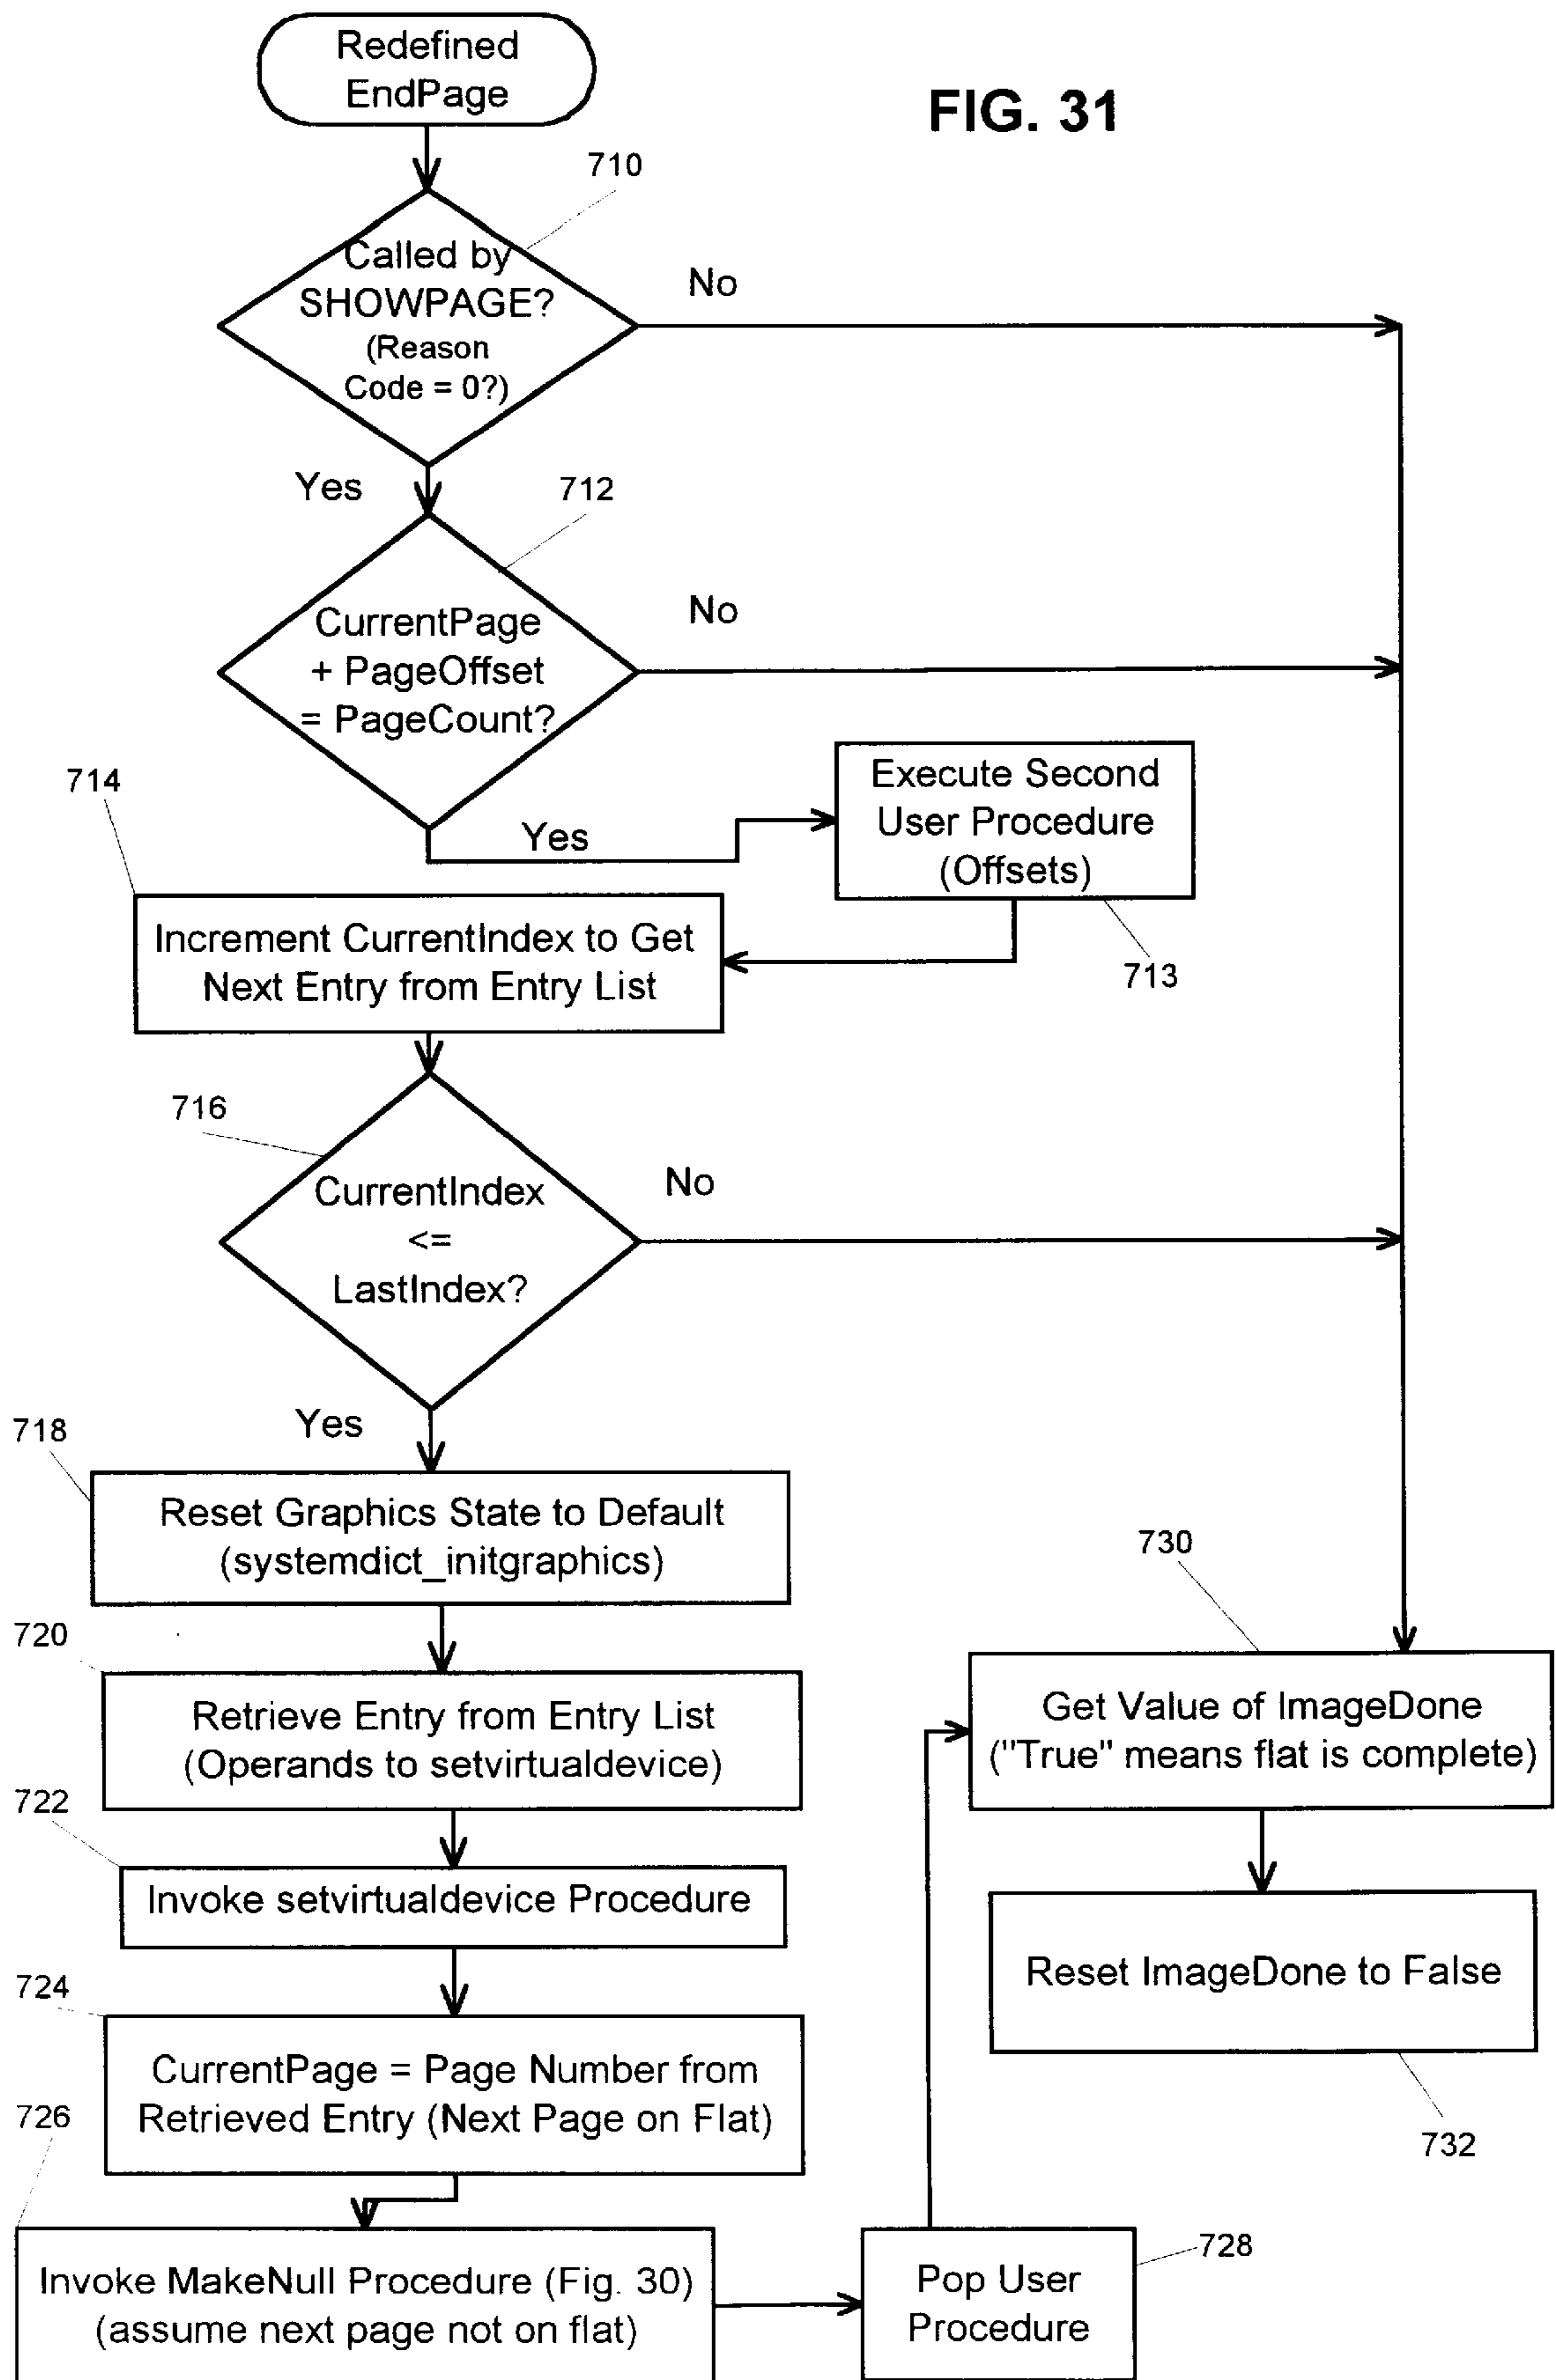 Redefined
EndPage
FIG. 31
710
Called by
SHOWPAGE?
(Reason
Code = 0?)
No
Yes
712
CurrentPage
+ PageOffset
= PageCount?
No
Yes
Execute Second
User Procedure
(Offsets)
713
714
Increment CurrentIndex to Get
Next Entry from Entry List
716
CurrentIndex
<=
LastIndex?
No
Yes
718
Reset Graphics State to Default
(systemdict_initgraphics)
720
Retrieve Entry from Entry List
(Operands to setvirtualdevice)
722
Invoke setvirtualdevice Procedure
724
CurrentPage = Page Number from
Retrieved Entry (Next Page on Flat)
726
Invoke MakeNull Procedure (Fig. 30)
(assume next page not on flat)
728
Pop User
Procedure
730
Get Value of ImageDone
("True" means flat is complete)
Reset ImageDone to False
732